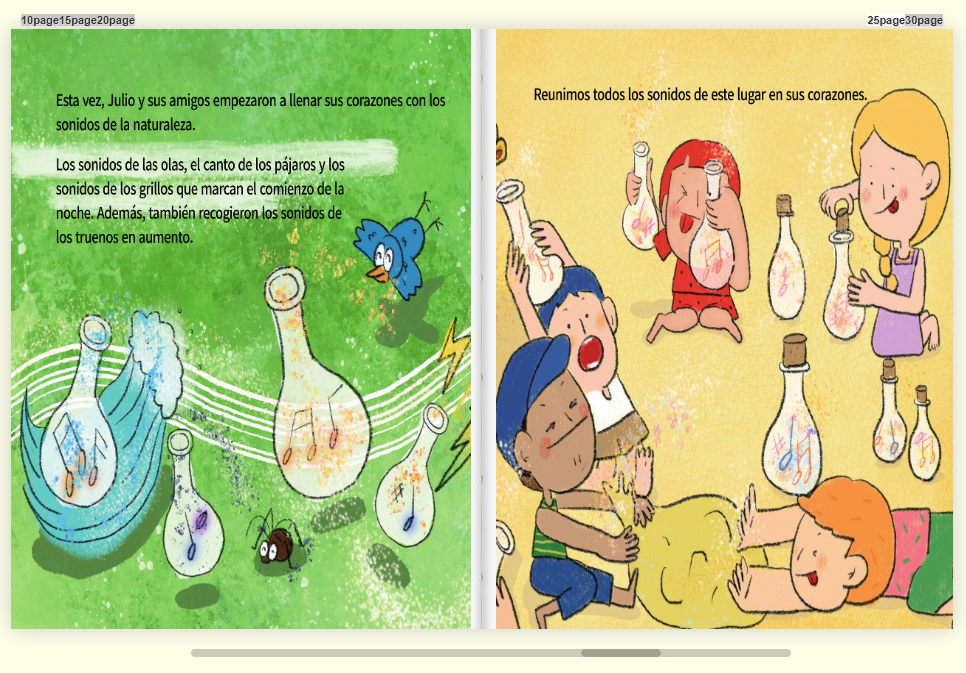 10page15page20page
25page30page
Esta vez, Julio y sus amigos empezaron a llenar sus corazones con los
sonidos de la naturaleza.
Los sonidos de las olas, el canto de los pájaros y los
sonidos de los grillos que marcan el comienzo de la
noche. Además, también recogieron los sonidos de
los truenos en aumento.
Reunimos todos los sonidos de este lugar en sus corazones.